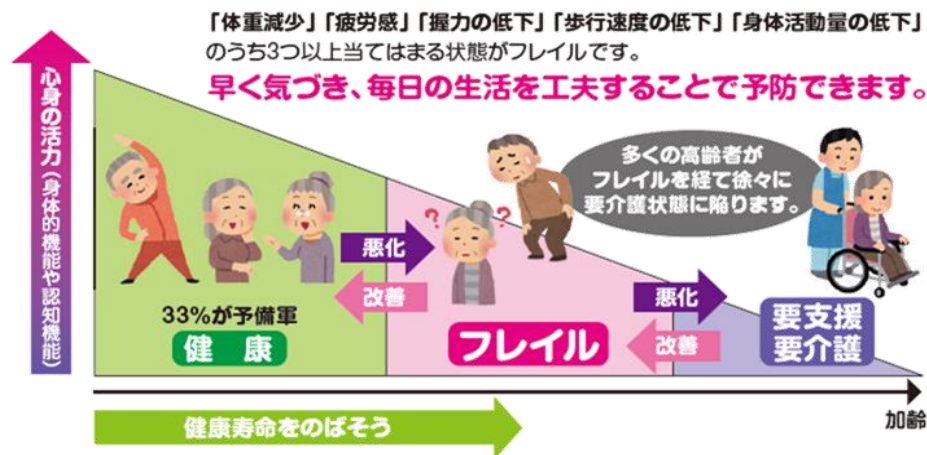 「体重減少」「疲労感」「握力の低下」「歩行速度の低下」「身体活動量の低下」
のうち3つ以上当てはまる状態がフレイルです。
早く気づき、毎日の生活を工夫することで予防できます。
心身の活力(身体的機能や認知機能)
多くの高齢者が
フレイルを経て徐々に
要介護状態に陥ります。
?
?
悪化
改善
33%が予備軍
健康
フレイル
悪化
改善
要支援
要介護
加齢
健康寿命をのばそう